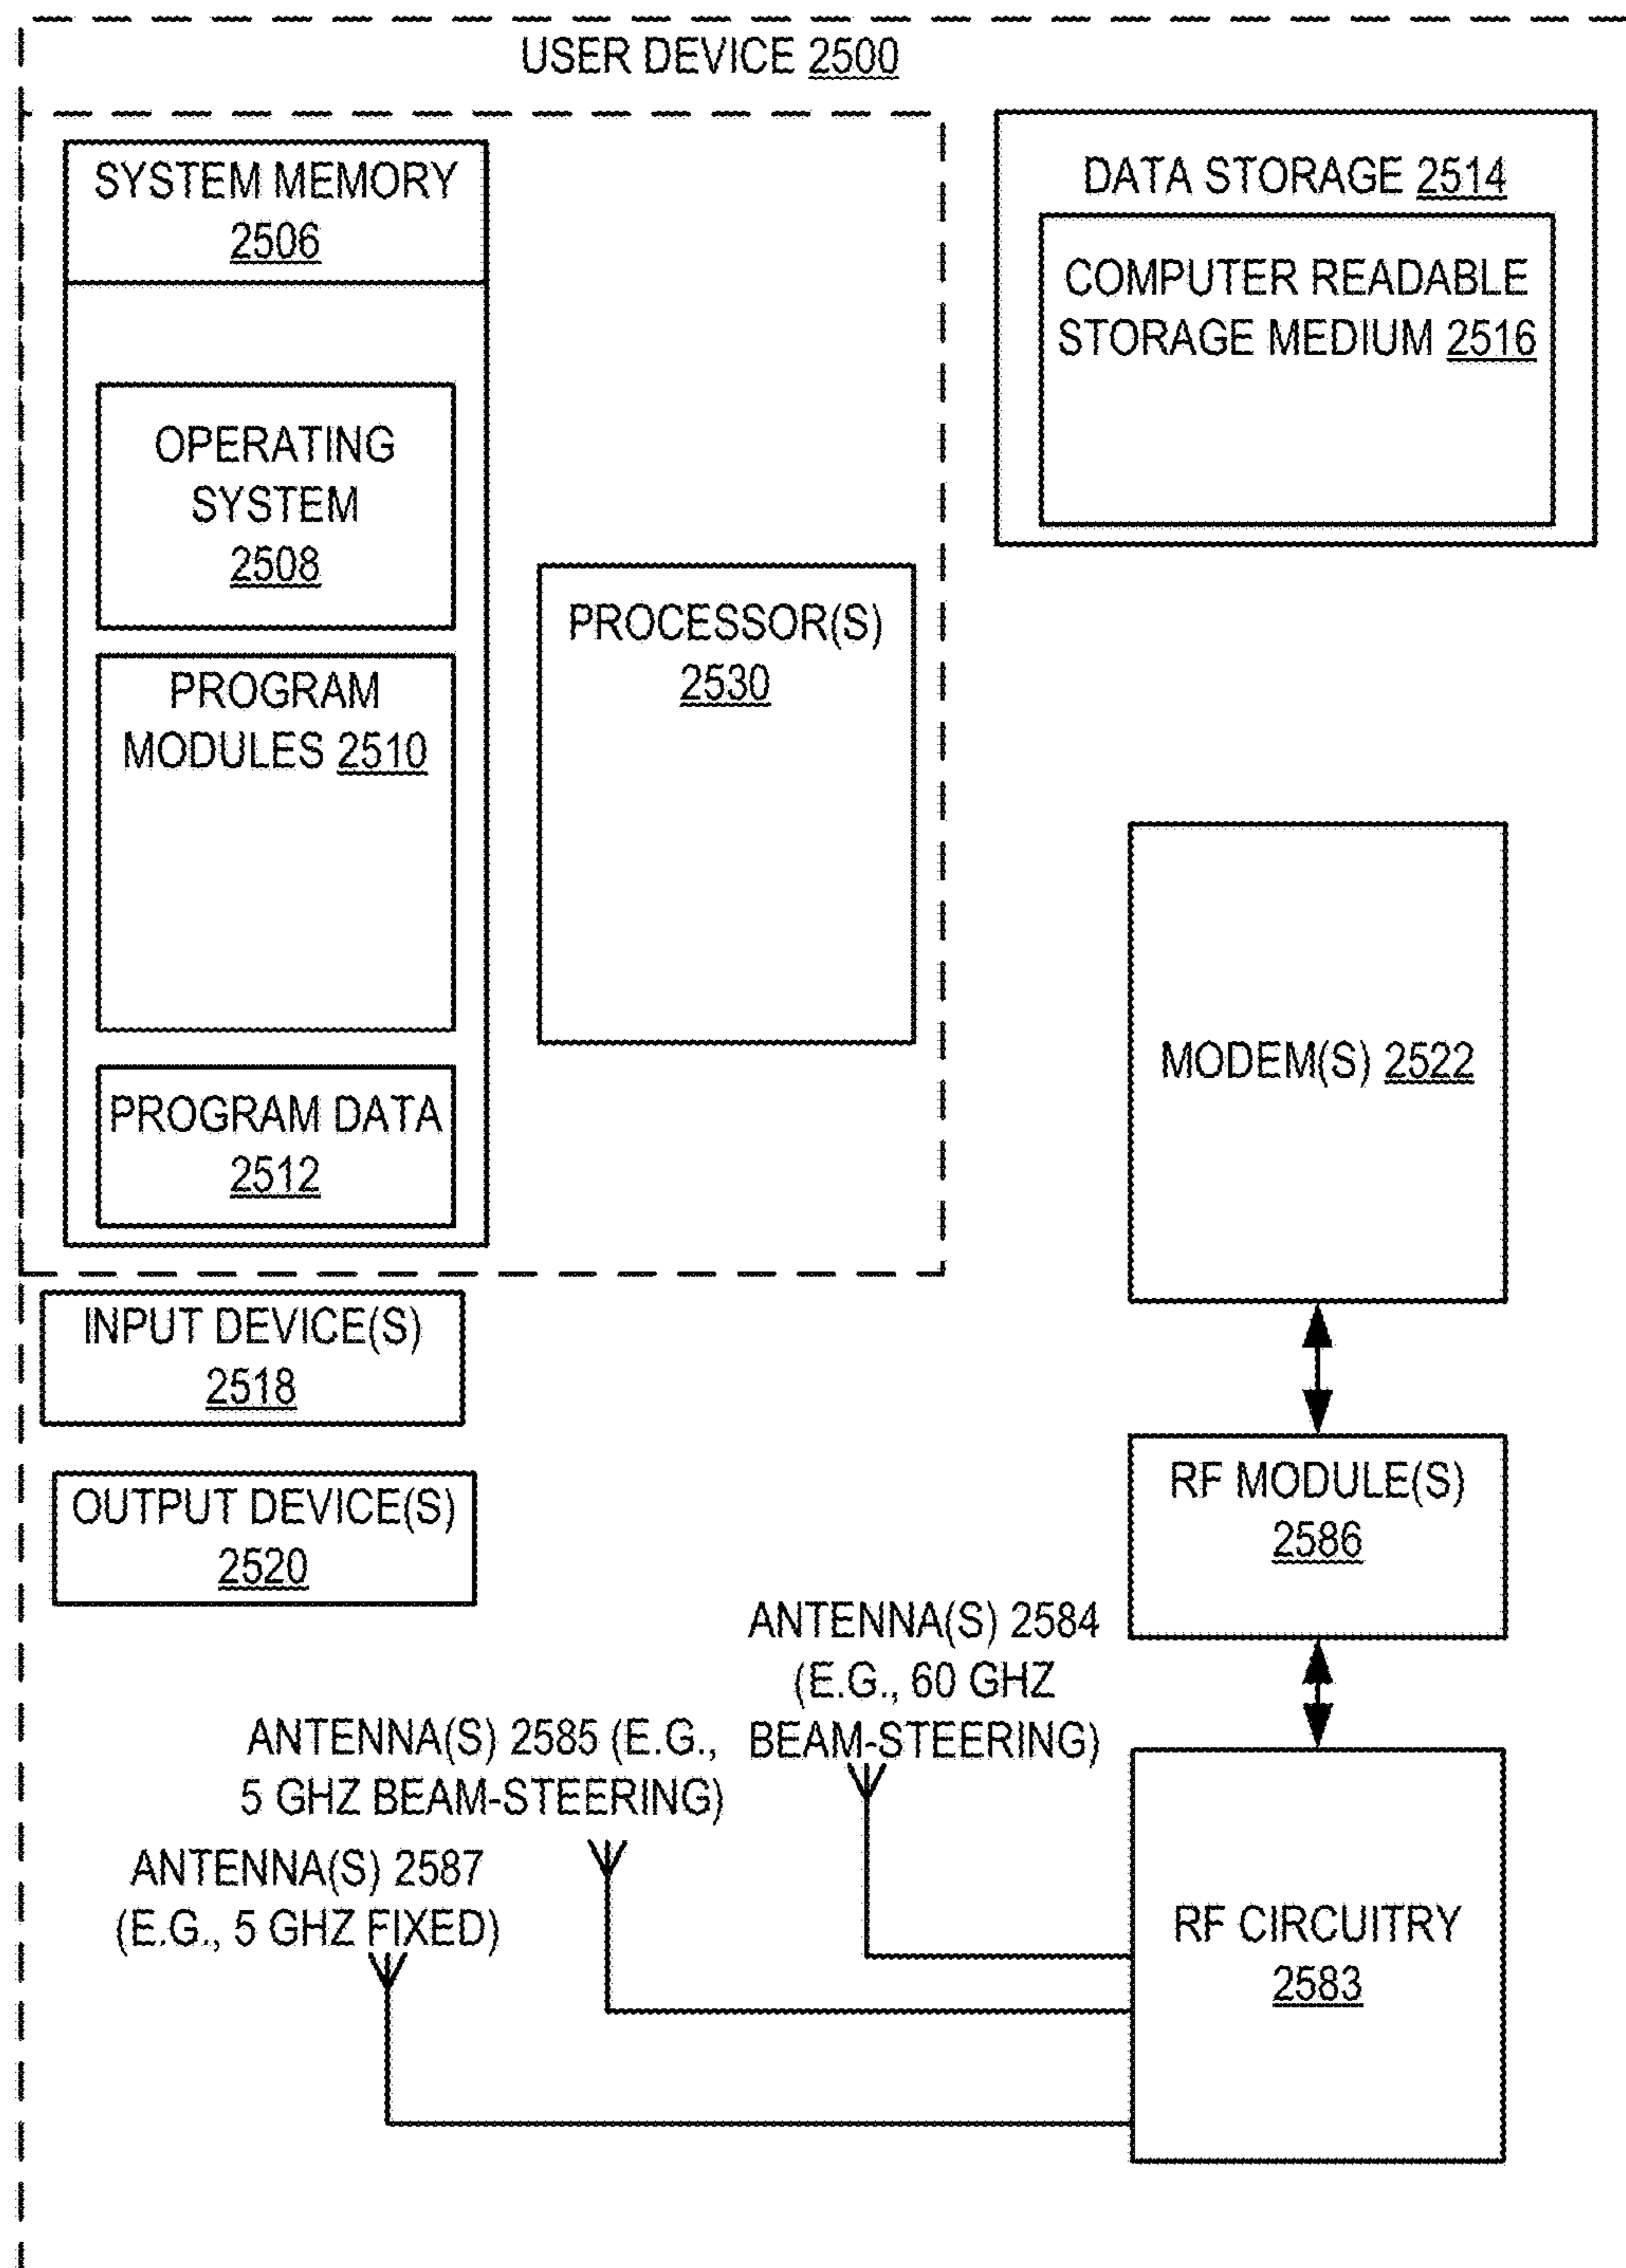 USER DEVICE 2500
SYSTEM MEMORY
2506
OPERATING
SYSTEM
2508
PROGRAM
MODULES 2510
PROGRAM DATA
2512
PROCESSOR(S)
2530
DATA STORAGE 2514
COMPUTER READABLE
STORAGE MEDIUM 2516
MODEM(S) 2522
INPUT DEVICE(S)
2518
OUTPUT DEVICE(S)
2520
RF MODULE(S)
2586
ANTENNA(S) 2584
(E.G., 60 GHZ
BEAM-STEERING)
ANTENNA(S) 2585 (E.G.,
5 GHZ BEAM-STEERING)
ANTENNA(S) 2587
(E.G., 5 GHZ FIXED)
RF CIRCUITRY
2583